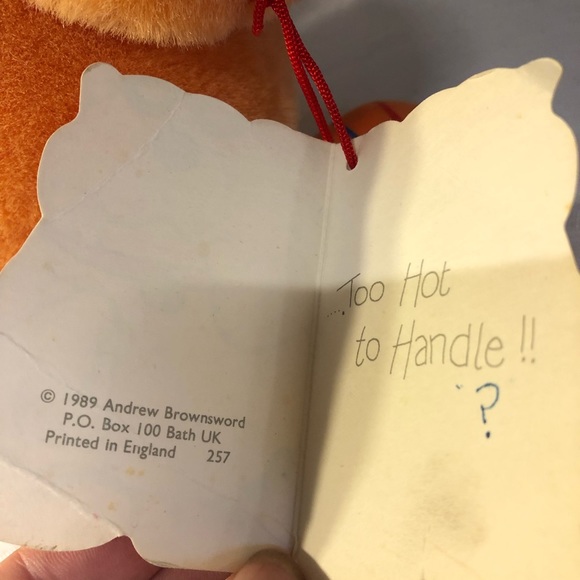 © 1989 Andrew Brownsword
P.O. Box 100 Bath UK
Printed in England 257
.....Too Hot
to Handle!!
?